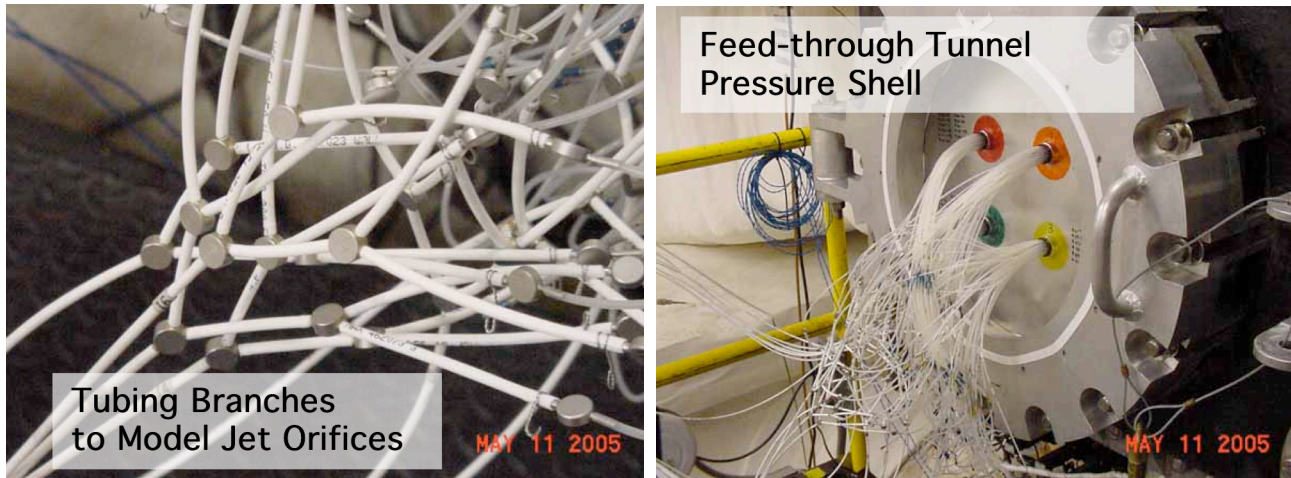 Tubing Branches
to Model Jet Orifices
MAY 11 2005
Feed-through Tunnel
Pressure Shell
MAY 11 2005